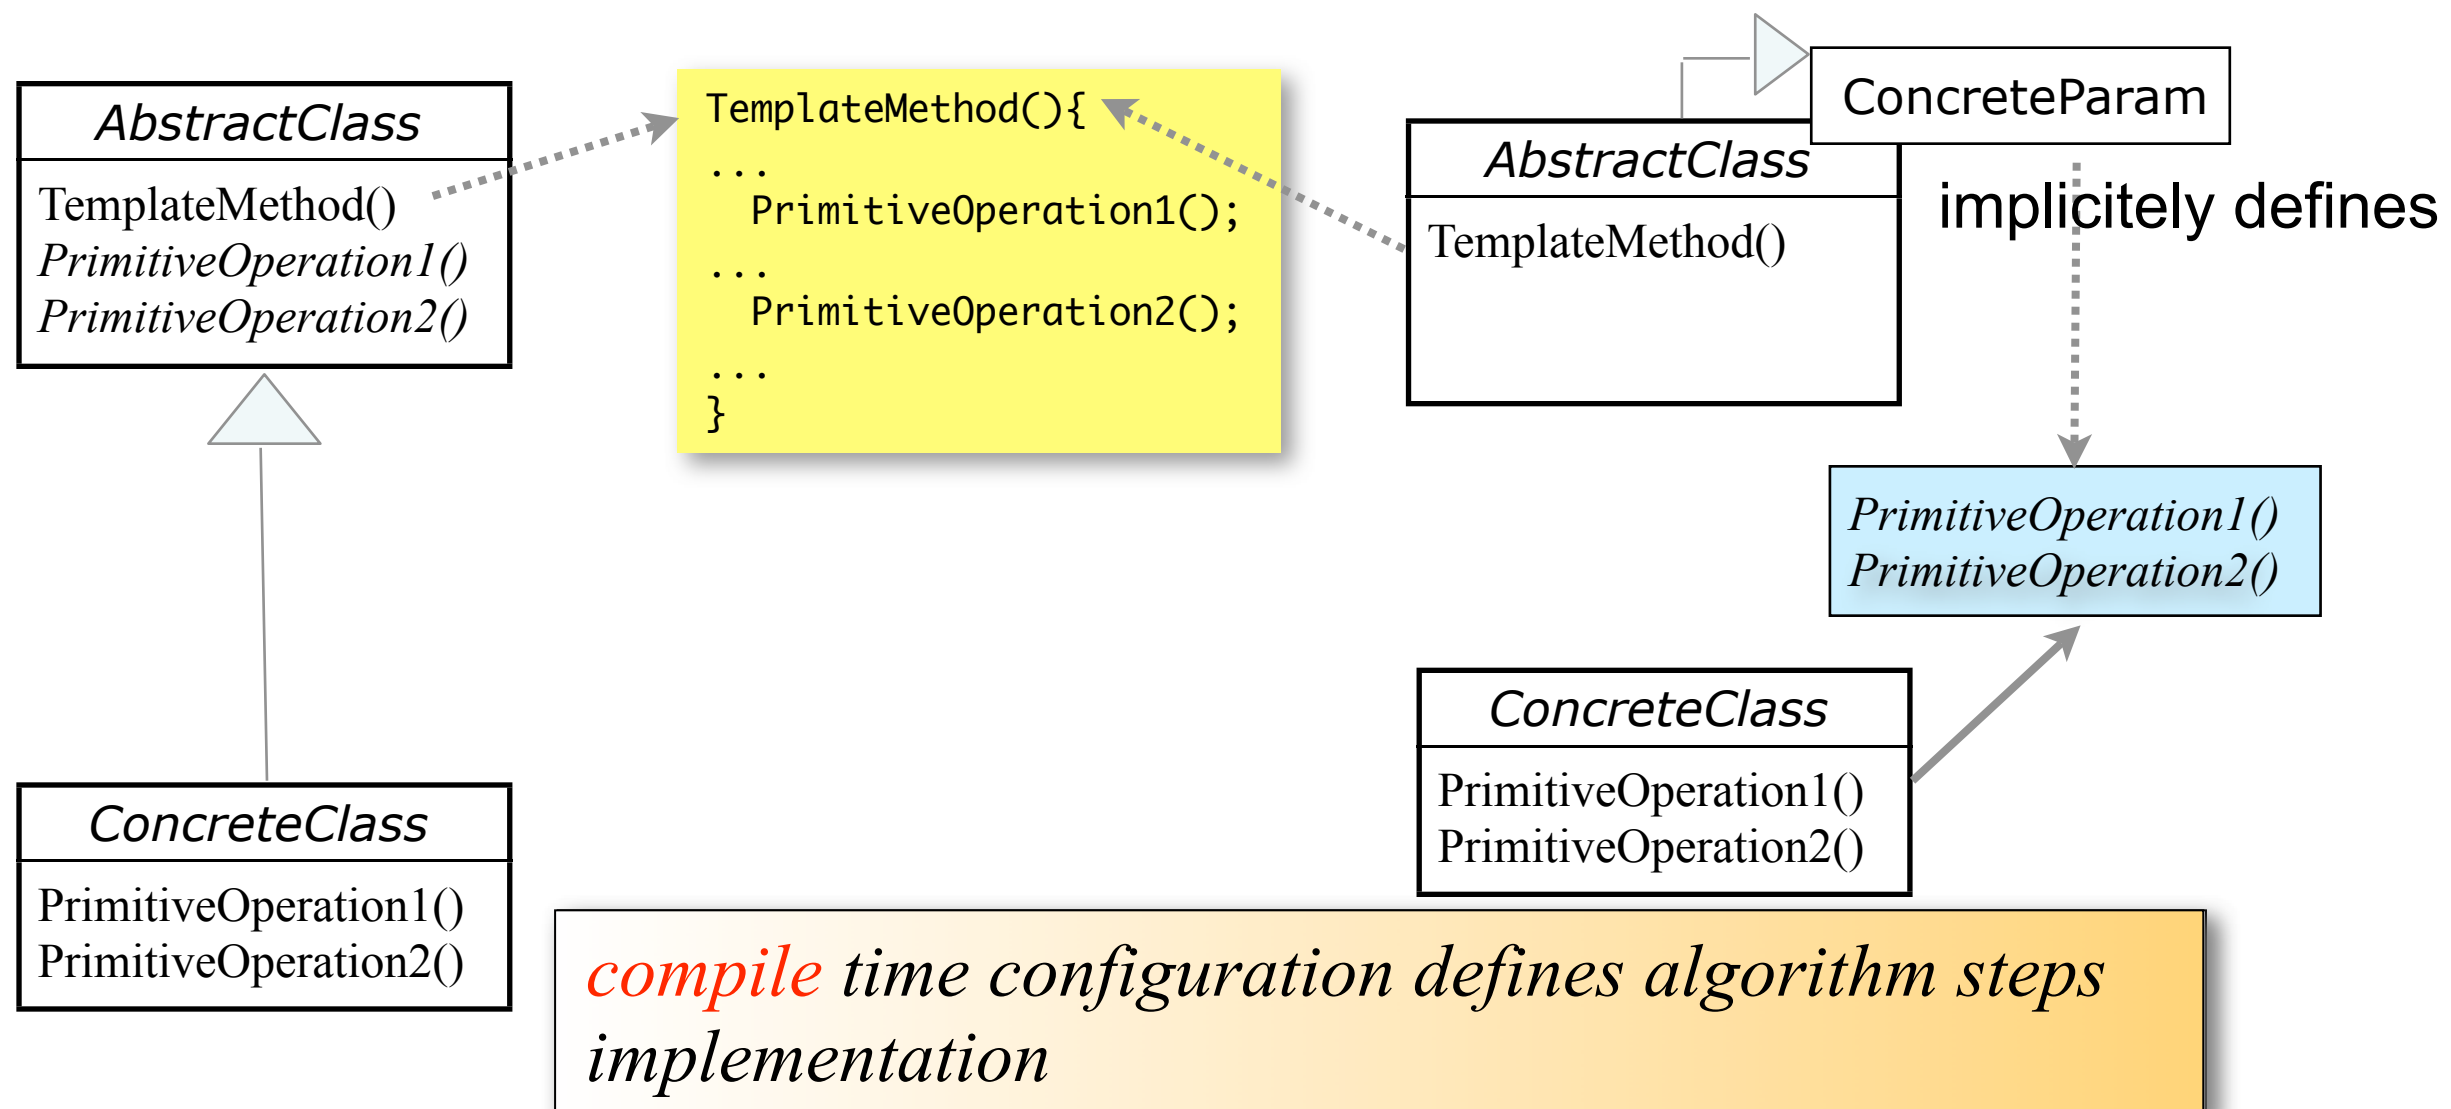 AbstractClass
TemplateMethod()
PrimitiveOperation1()
PrimitiveOperation2()
ConcreteClass
PrimitiveOperation1()
PrimitiveOperation2()
TemplateMethod(){
...
PrimitiveOperation1();
...
PrimitiveOperation2();
...
}
ConcreteParam
AbstractClass
TemplateMethod()
implicitely defines
PrimitiveOperation1()
PrimitiveOperation2()
ConcreteClass
PrimitiveOperation1()
PrimitiveOperation2()
compile time configuration defines algorithm steps
implementation